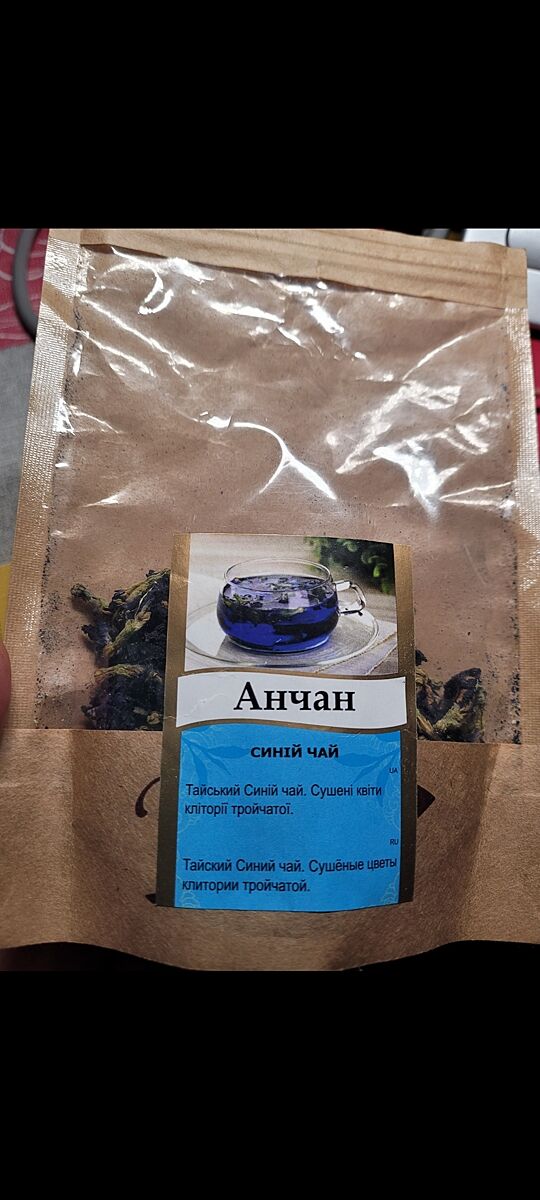 Анчан
СИНІЙ ЧАЙ
UA
Тайський Синій чай. Сушені квіти
кліторії тройчатої.
RU
Тайский Синий чай. Сушёные цветы
клитории тройчатой.